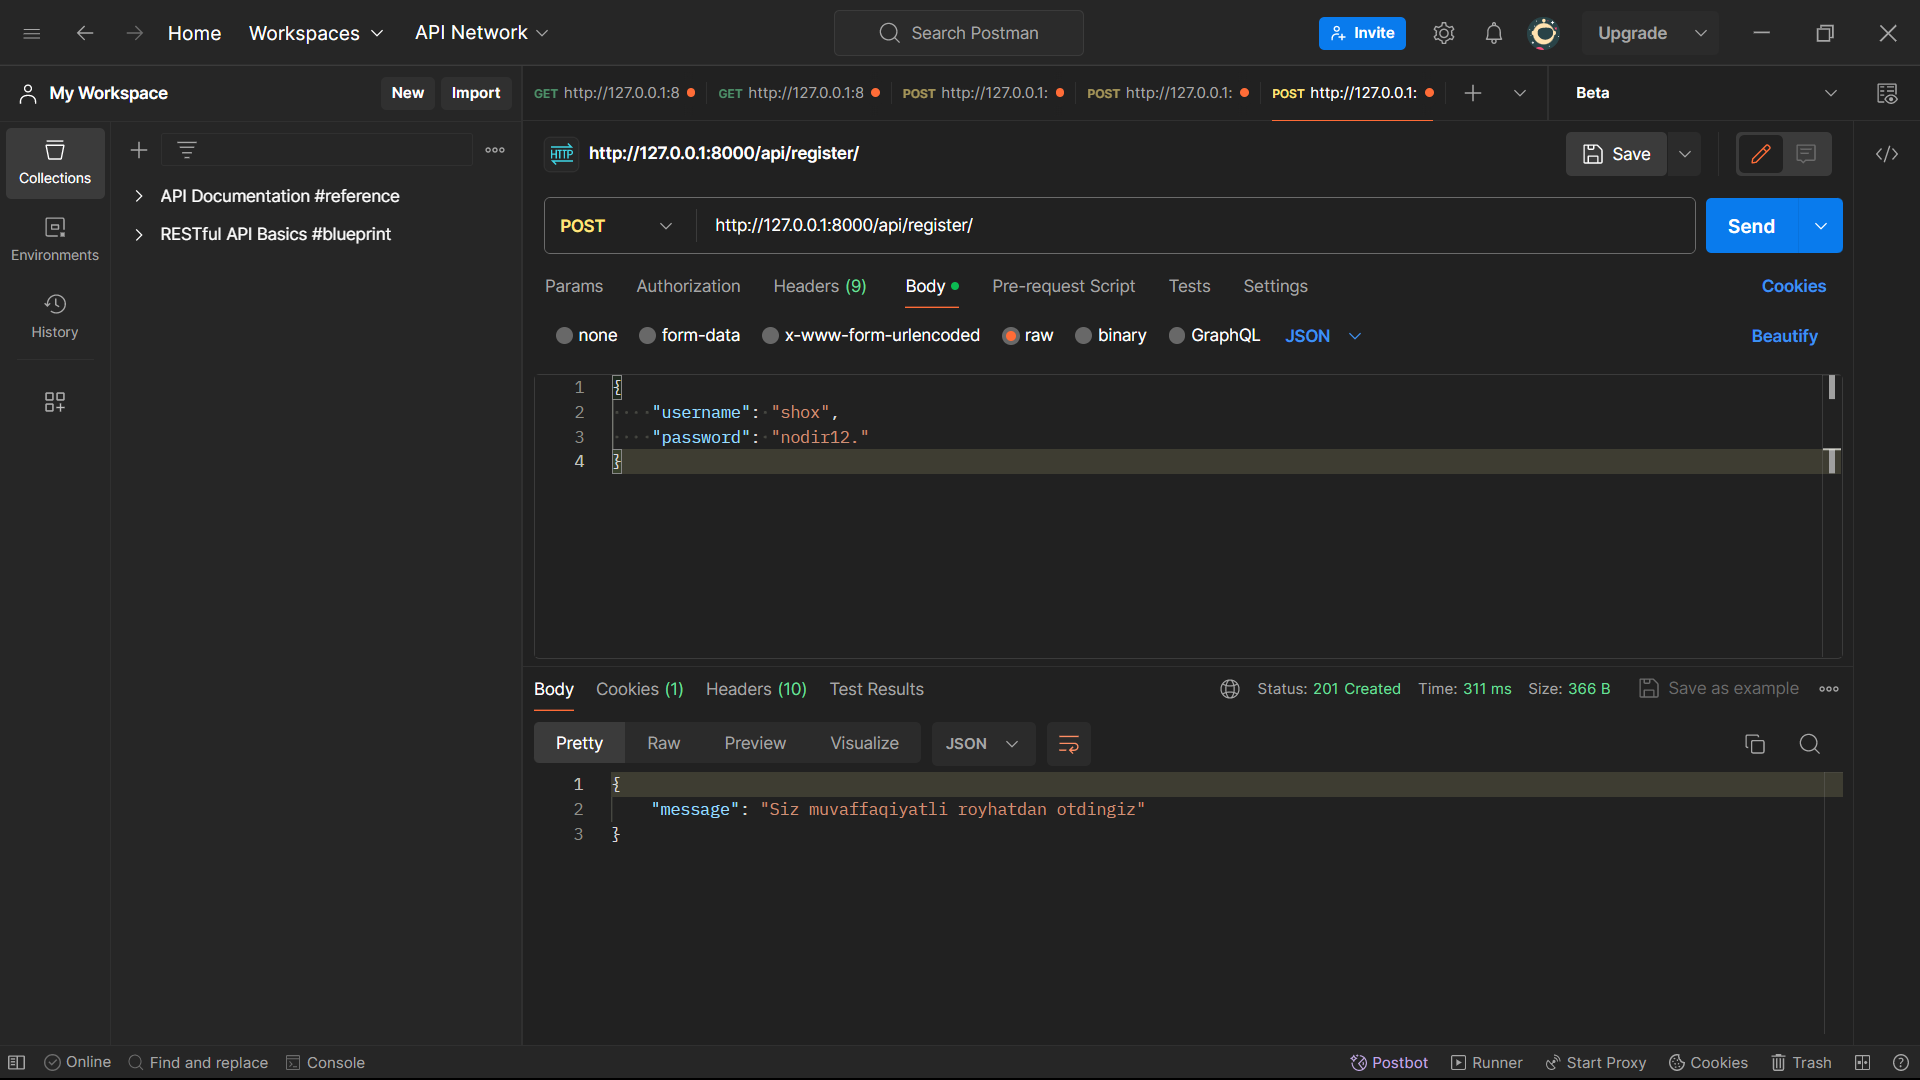 Home Workspaces API Network Search Postman Invite Upgrade
My Workspace New Import GET http://127.0.0.1:8 GET http://127.0.0.1:8 POST http://127.0.0.1: POST http://127.0.0.1: POST http://127.0.0.1: Beta
Collections
Environments
History
API Documentation #reference
RESTful API Basics #blueprint
HTTP http://127.0.0.1:8000/api/register/ Save
POST http://127.0.0.1:8000/api/register/ Send
Params Authorization Headers (9) Body Pre-request Script Tests Settings Cookies
none form-data x-www-form-urlencoded raw binary GraphQL JSON Beautify
1 {
2 "username": "shox",
3 "password": "nodir12."
4 }
Body Cookies (1) Headers (10) Test Results Status: 201 Created Time: 311 ms Size: 366 B Save as example
Pretty Raw Preview Visualize JSON
1 {
2 "message": "Siz muvaffaqiyatli royhatdan otdingiz"
3 }
Online Find and replace Console Postbot Runner Start Proxy Cookies Trash